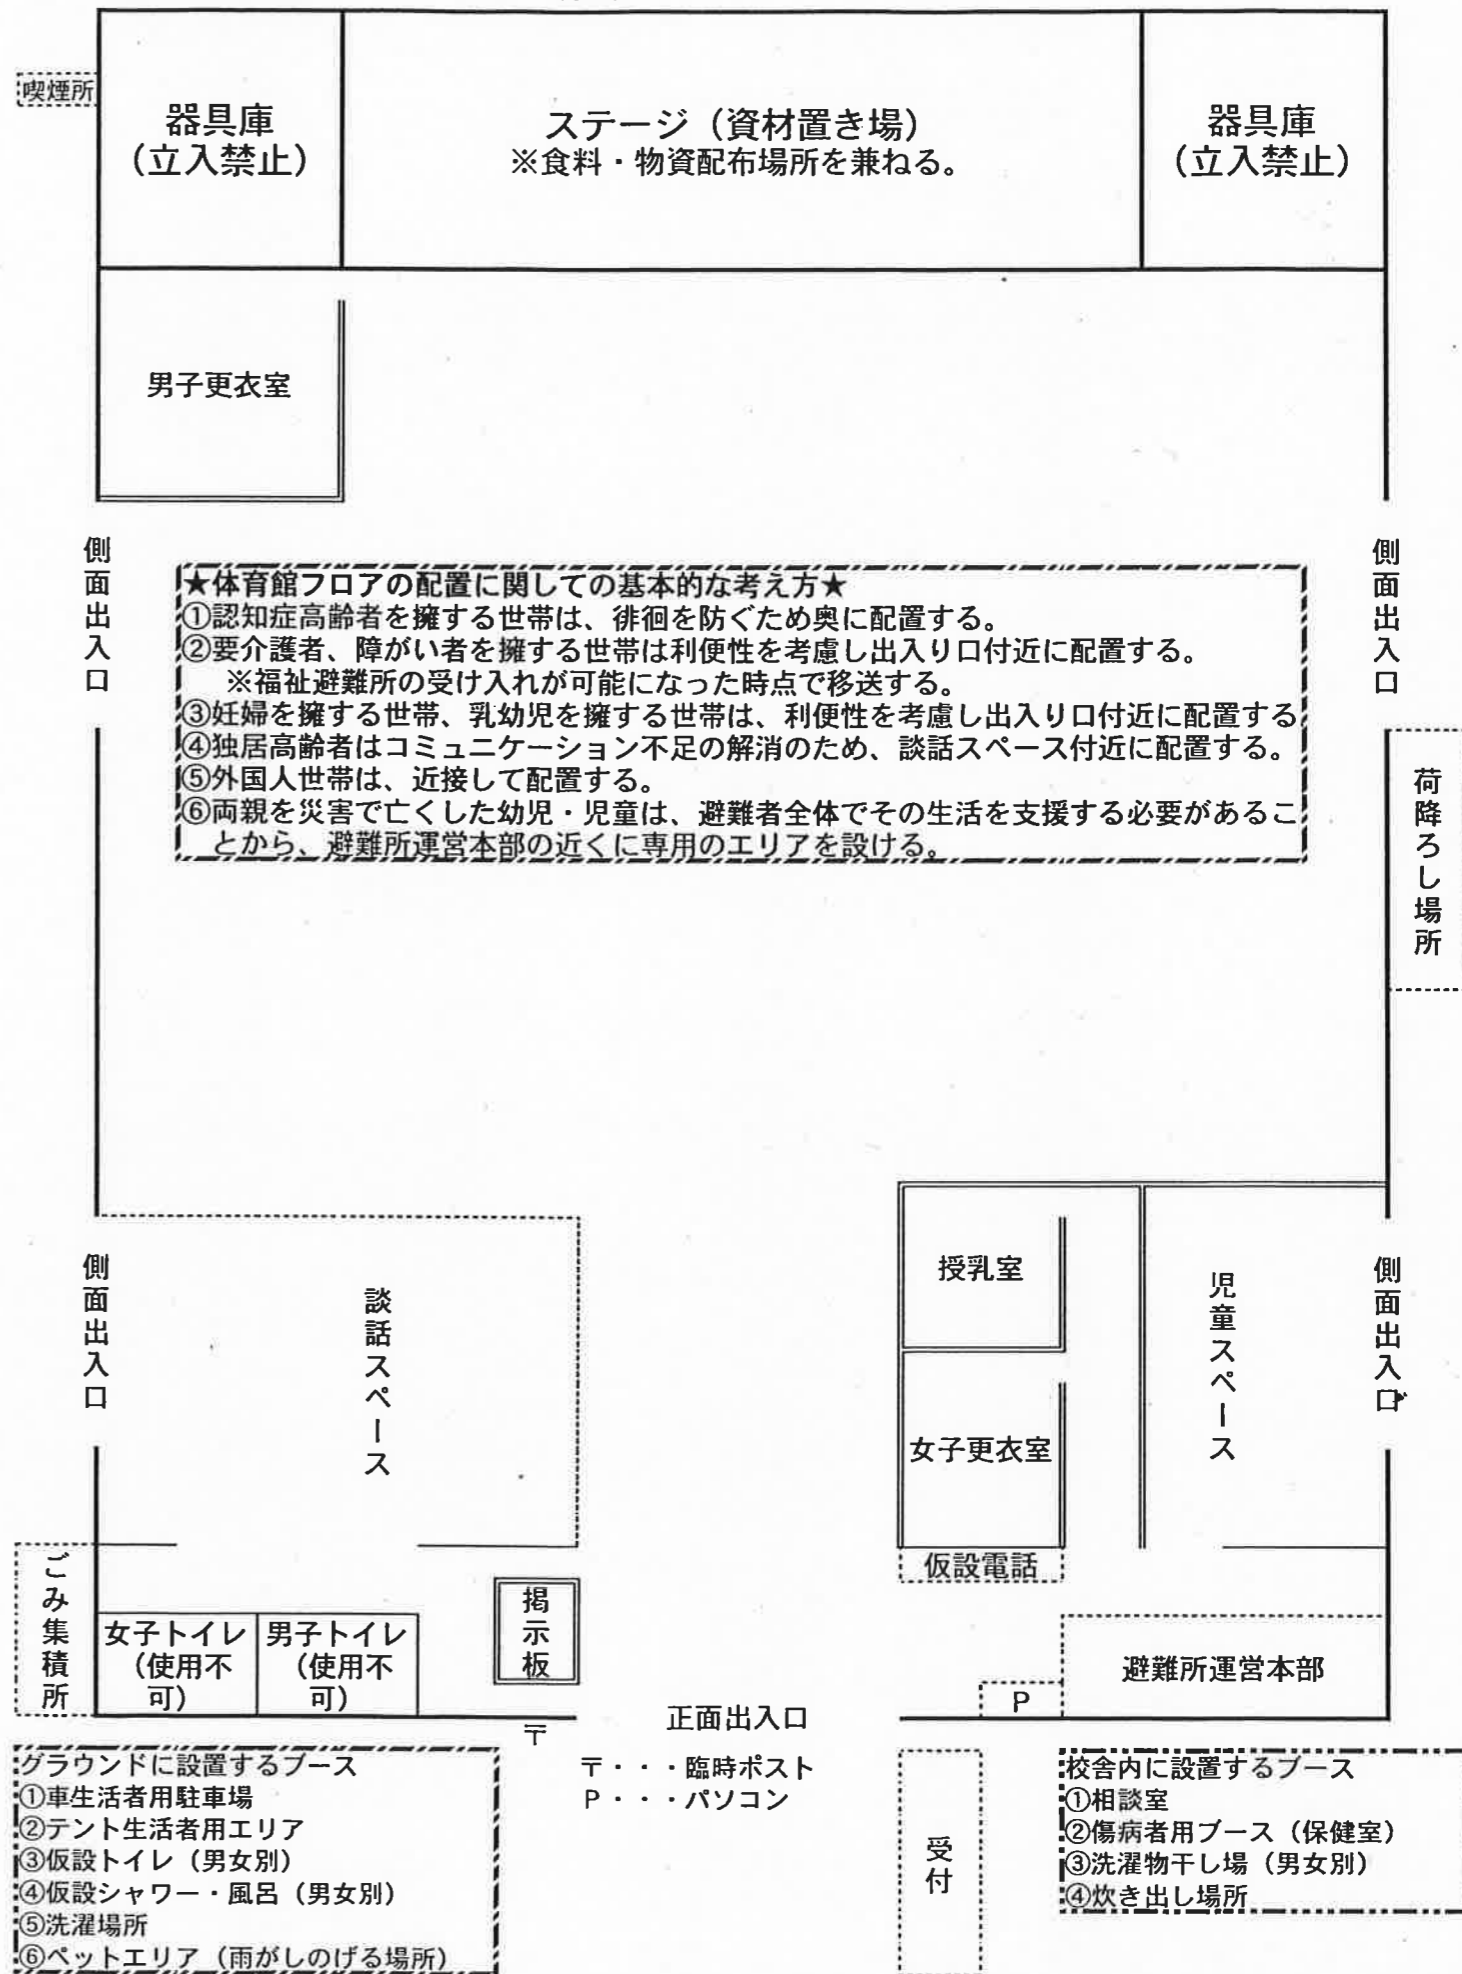 喫煙所
器具庫
（立入禁止）
ステージ（資材置き場）
※食料・物資配布場所を兼ねる。
器具庫
（立入禁止）
男子更衣室
側面出入口
側面出入口
★体育館フロアの配置に関しての基本的な考え方★
①認知症高齢者を擁する世帯は、徘徊を防ぐため奥に配置する。
②要介護者、障がい者を擁する世帯は利便性を考慮し出入り口付近に配置する。
※福祉避難所の受け入れが可能になった時点で移送する。
③妊婦を擁する世帯、乳幼児を擁する世帯は、利便性を考慮し出入り口付近に配置する
④独居高齢者はコミュニケーション不足の解消のため、談話スペース付近に配置する。
⑤外国人世帯は、近接して配置する。
⑥両親を災害で亡くした幼児・児童は、避難者全体でその生活を支援する必要があるこ
とから、避難所運営本部の近くに専用のエリアを設ける。
荷降ろし場所
側面出入口
談話スペース
授乳室
児童スペース
側面出入口
女子更衣室
仮設電話
ごみ集積所
女子トイレ
（使用不
可）
男子トイレ
（使用不
可）
掲示板
避難所運営本部
P
正面出入口
〒
〒・・・臨時ポスト
P・・・パソコン
グラウンドに設置するブース
①車生活者用駐車場
②テント生活者用エリア
③仮設トイレ（男女別）
④仮設シャワー・風呂（男女別）
⑤洗濯場所
⑥ペットエリア（雨がしのげる場所）
受付
校舎内に設置するブース
①相談室
②傷病者用ブース（保健室）
③洗濯物干し場（男女別）
④炊き出し場所